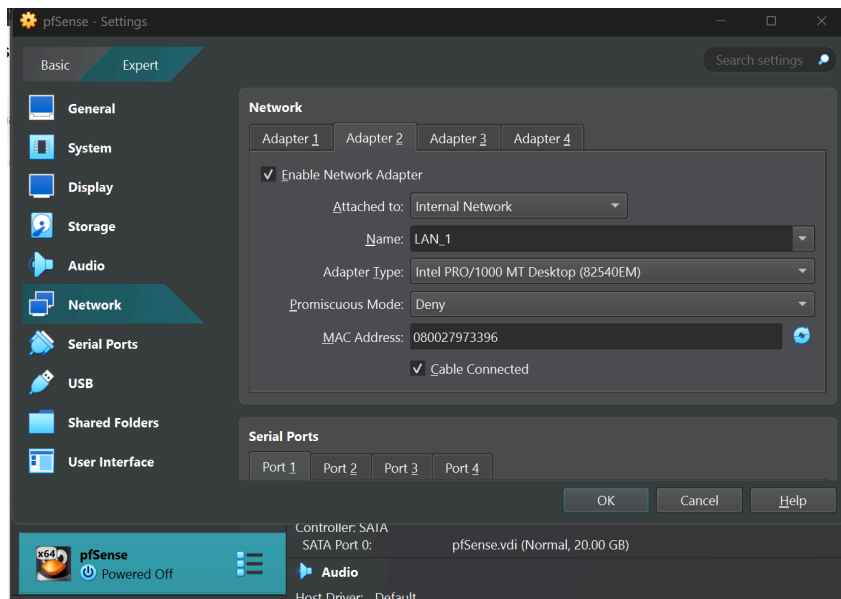 pfSense - Settings
Basic
Expert
Search settings
General
System
Display
Storage
Audio
Network
Serial Ports
USB
Shared Folders
User Interface
Network
Adapter 1
Adapter 2
Adapter 3
Adapter 4
Enable Network Adapter
Attached to: Internal Network
Name: LAN_1
Adapter Type: Intel PRO/1000 MT Desktop (82540EM)
Promiscuous Mode: Deny
MAC Address: 080027973396
Cable Connected
Serial Ports
Port 1
Port 2
Port 3
Port 4
OK
Cancel
Help
x64
pfSense
Powered Off
Controller: SATA
SATA Port 0: pfSense.vdi (Normal, 20.00 GB)
Audio
Host Driver: Default